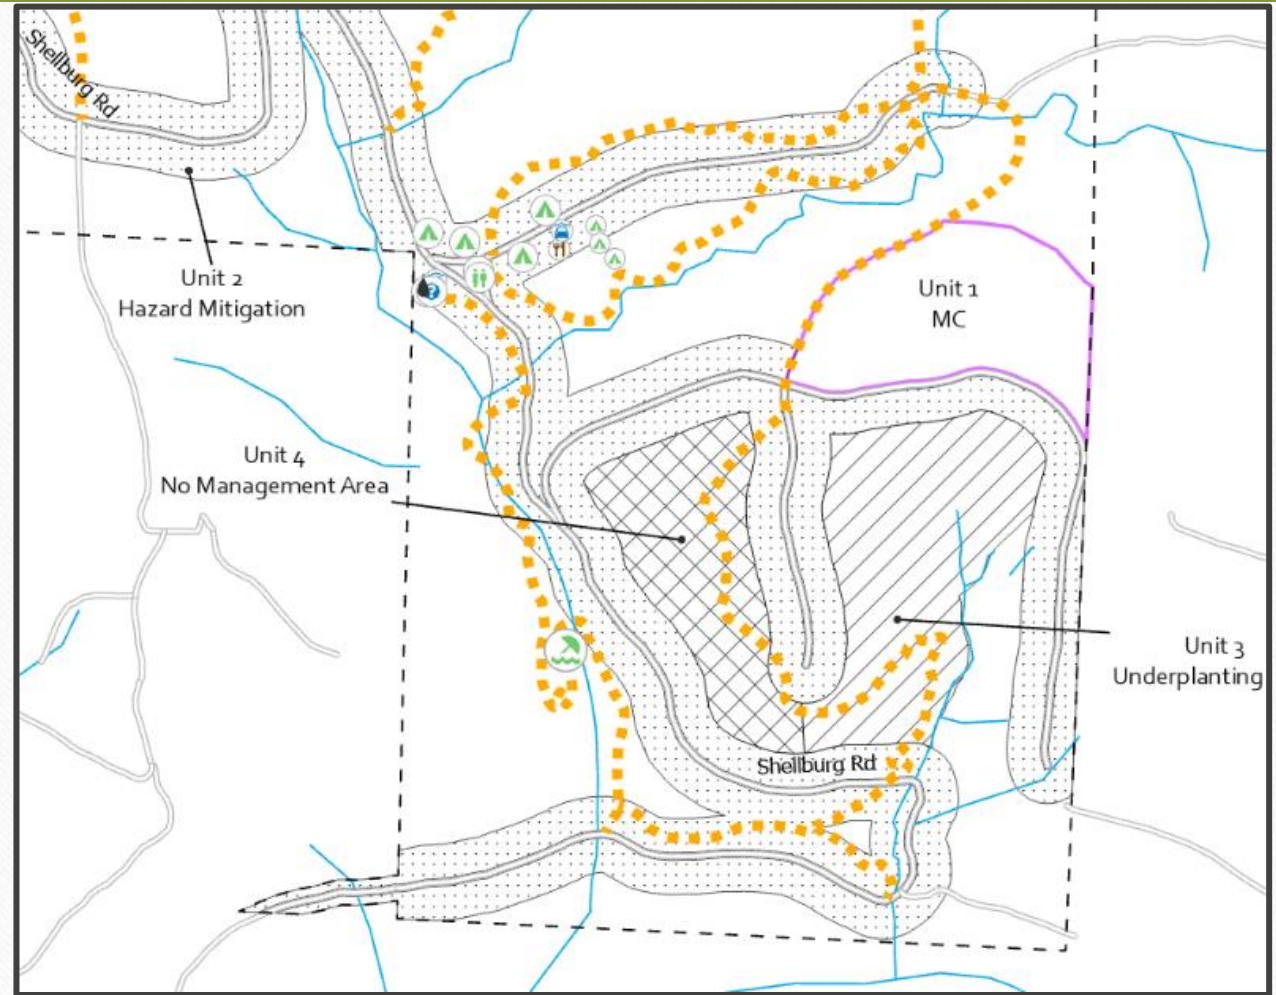 Shellburg Rd
Unit 2
Hazard Mitigation
Unit 1
MC
Unit 4
No Management Area
Unit 3
Underplanting
Shellburg Rd